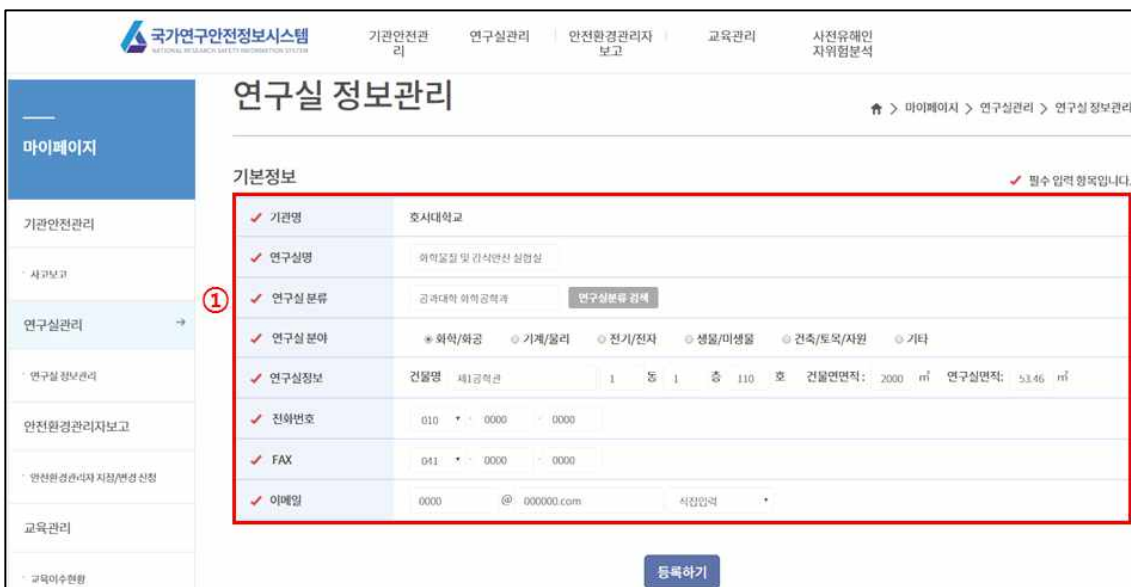 국가연구안전정보시스템
NATIONAL RESEARCH SAFETY INFORMATION SYSTEM
기관안전관
리
연구실관리
안전환경관리자
보고
교육관리
사전유해인
자위험분석
마이페이지
기관안전관리
사고보고
연구실관리 →
연구실 정보관리
안전환경관리자보고
안전환경관리자 지정/변경 신청
교육관리
교육이수현황
연구실 정보관리
> 마이페이지 > 연구실관리 > 연구실 정보관리
기본정보
✓ 필수 입력 항목입니다.
①
✓ 기관명 호서대학교
✓ 연구실명 화학물질 및 감식안전 실험실
✓ 연구실 분류 공과대학 화학공학과 연구실분류 검색
✓ 연구실 분야 화학/화공 기계/물리 전기/전자 생물/미생물 건축/토목/자원 기타
✓ 연구실정보 건물명 제1공학관 1 동 1 층 110 호 건물연면적: 2000 ㎡ 연구실면적: 53.46 ㎡
✓ 전화번호 010 - 0000 - 0000
✓ FAX 041 - 0000 - 0000
✓ 이메일 0000 @ 000000.com 직접입력
등록하기